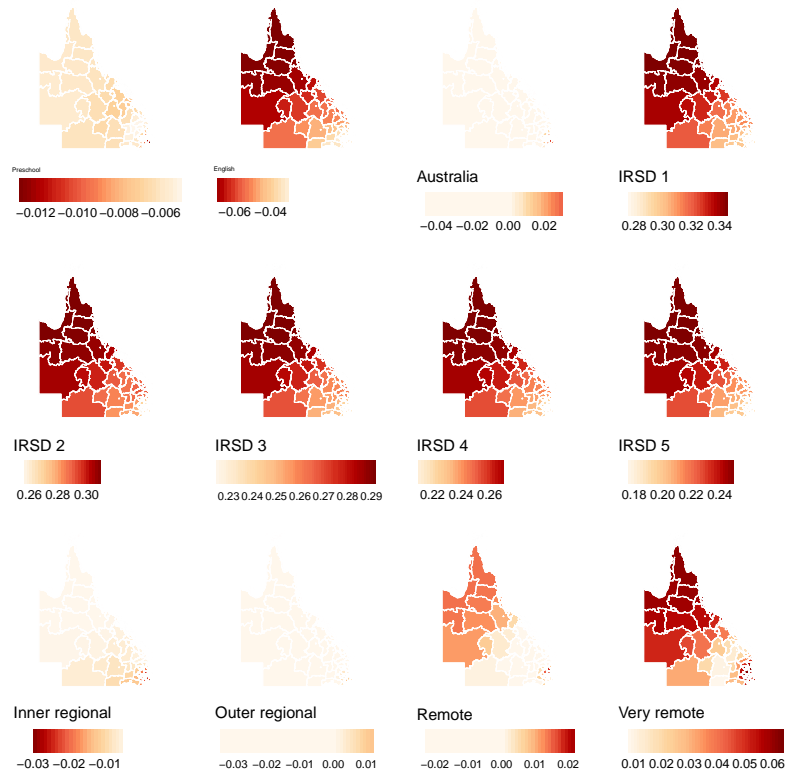 Preschool
−0.012 −0.010 −0.008 −0.006
English
−0.06 −0.04
Australia
−0.04 −0.02 0.00 0.02
IRSD 1
0.28 0.30 0.32 0.34
IRSD 2
0.26 0.28 0.30
IRSD 3
0.23 0.24 0.25 0.26 0.27 0.28 0.29
IRSD 4
0.22 0.24 0.26
IRSD 5
0.18 0.20 0.22 0.24
Inner regional
−0.03 −0.02 −0.01
Outer regional
−0.03 −0.02 −0.01 0.00 0.01
Remote
−0.02 −0.01 0.00 0.01 0.02
Very remote
0.01 0.02 0.03 0.04 0.05 0.06